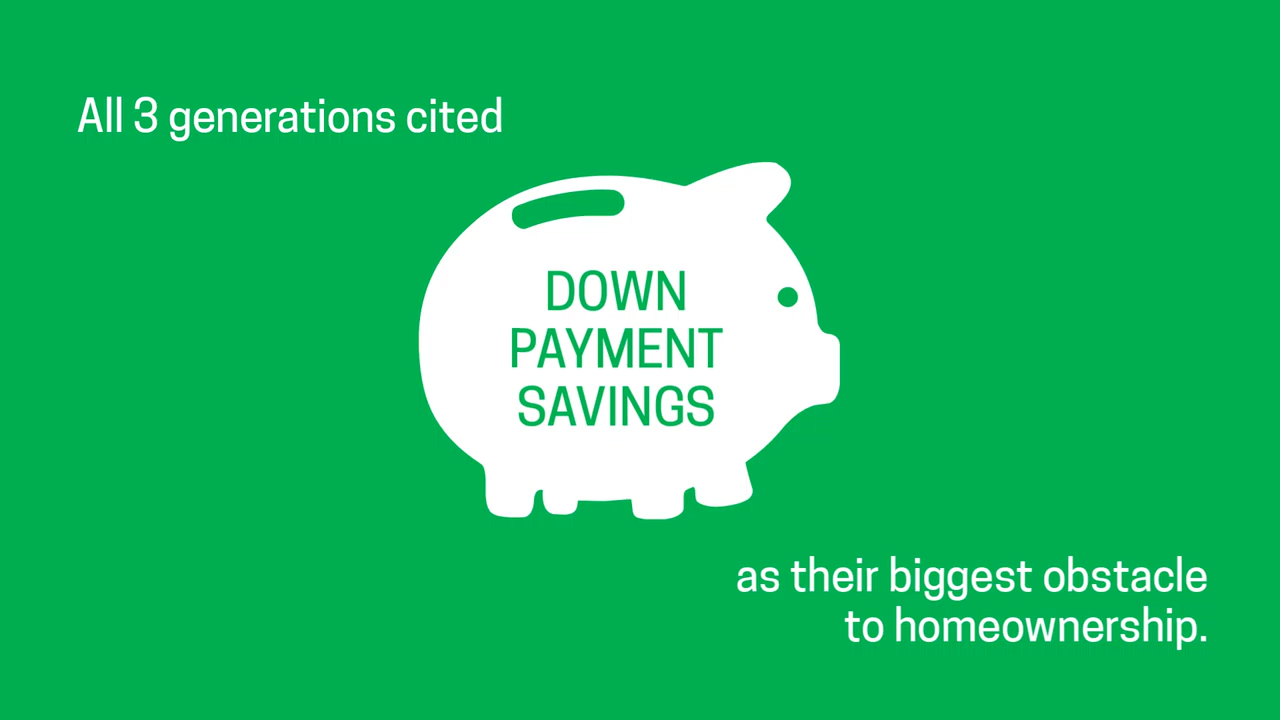 All 3 generations cited
DOWN
PAYMENT
SAVINGS
as their biggest obstacle
to homeownership.